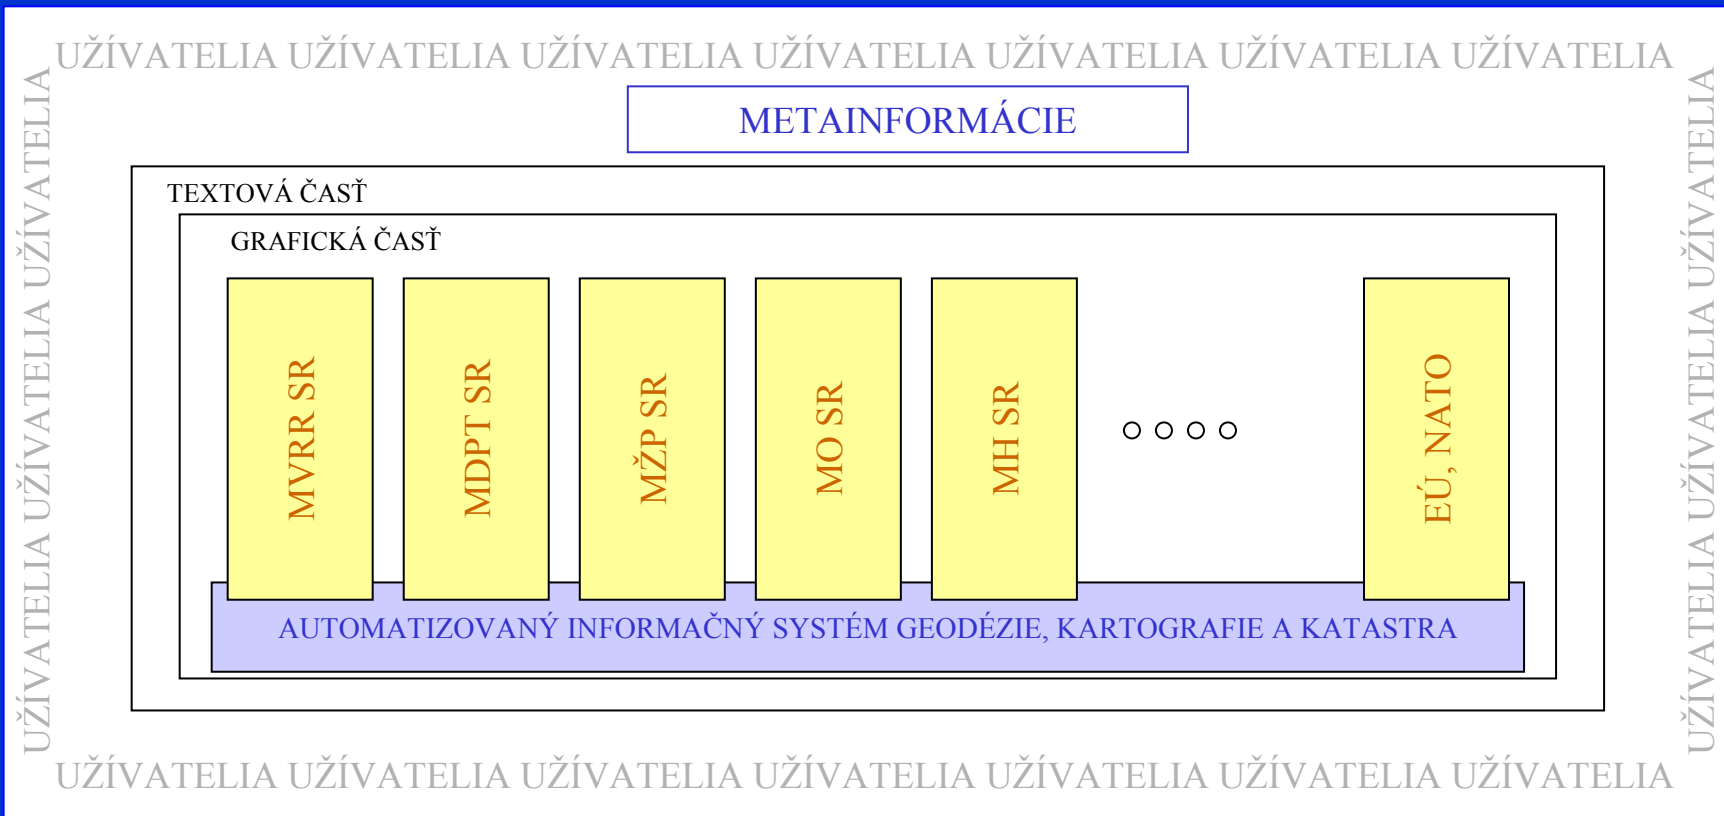 UŽÍVATELIA UŽÍVATELIA UŽÍVATELIA UŽÍVATELIA UŽÍVATELIA UŽÍVATELIA UŽÍVATELIA
UŽÍVATELIA UŽÍVATELIA UŽÍVATELIA
METAINFORMÁCIE
TEXTOVÁ ČASŤ
GRAFICKÁ ČASŤ
MVRR SR
MDPT SR
MŽP SR
MO SR
MH SR
EÚ, NATO
AUTOMATIZOVANÝ INFORMAČNÝ SYSTÉM GEODÉZIE, KARTOGRAFIE A KATASTRA
UŽÍVATELIA UŽÍVATELIA UŽÍVATELIA
UŽÍVATELIA UŽÍVATELIA UŽÍVATELIA UŽÍVATELIA UŽÍVATELIA UŽÍVATELIA UŽÍVATELIA